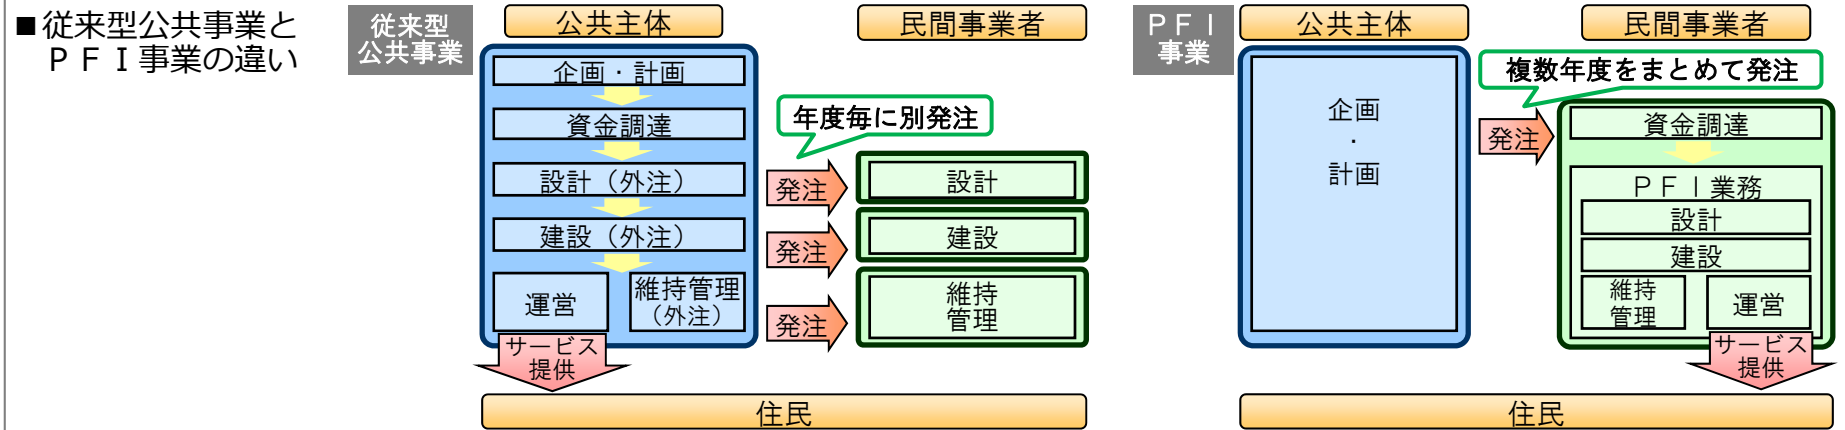 ■従来型公共事業と
ＰＦＩ事業の違い
従来型
公共事業
公共主体
民間事業者
企画・計画
資金調達
設計（外注）
建設（外注）
運営
維持管理
（外注）
年度毎に別発注
発注
設計
発注
建設
発注
維持
管理
サービス
提供
住民
ＰＦＩ
事業
公共主体
民間事業者
企画
・
計画
複数年度をまとめて発注
発注
資金調達
ＰＦＩ業務
設計
建設
維持
管理
運営
サービス
提供
住民